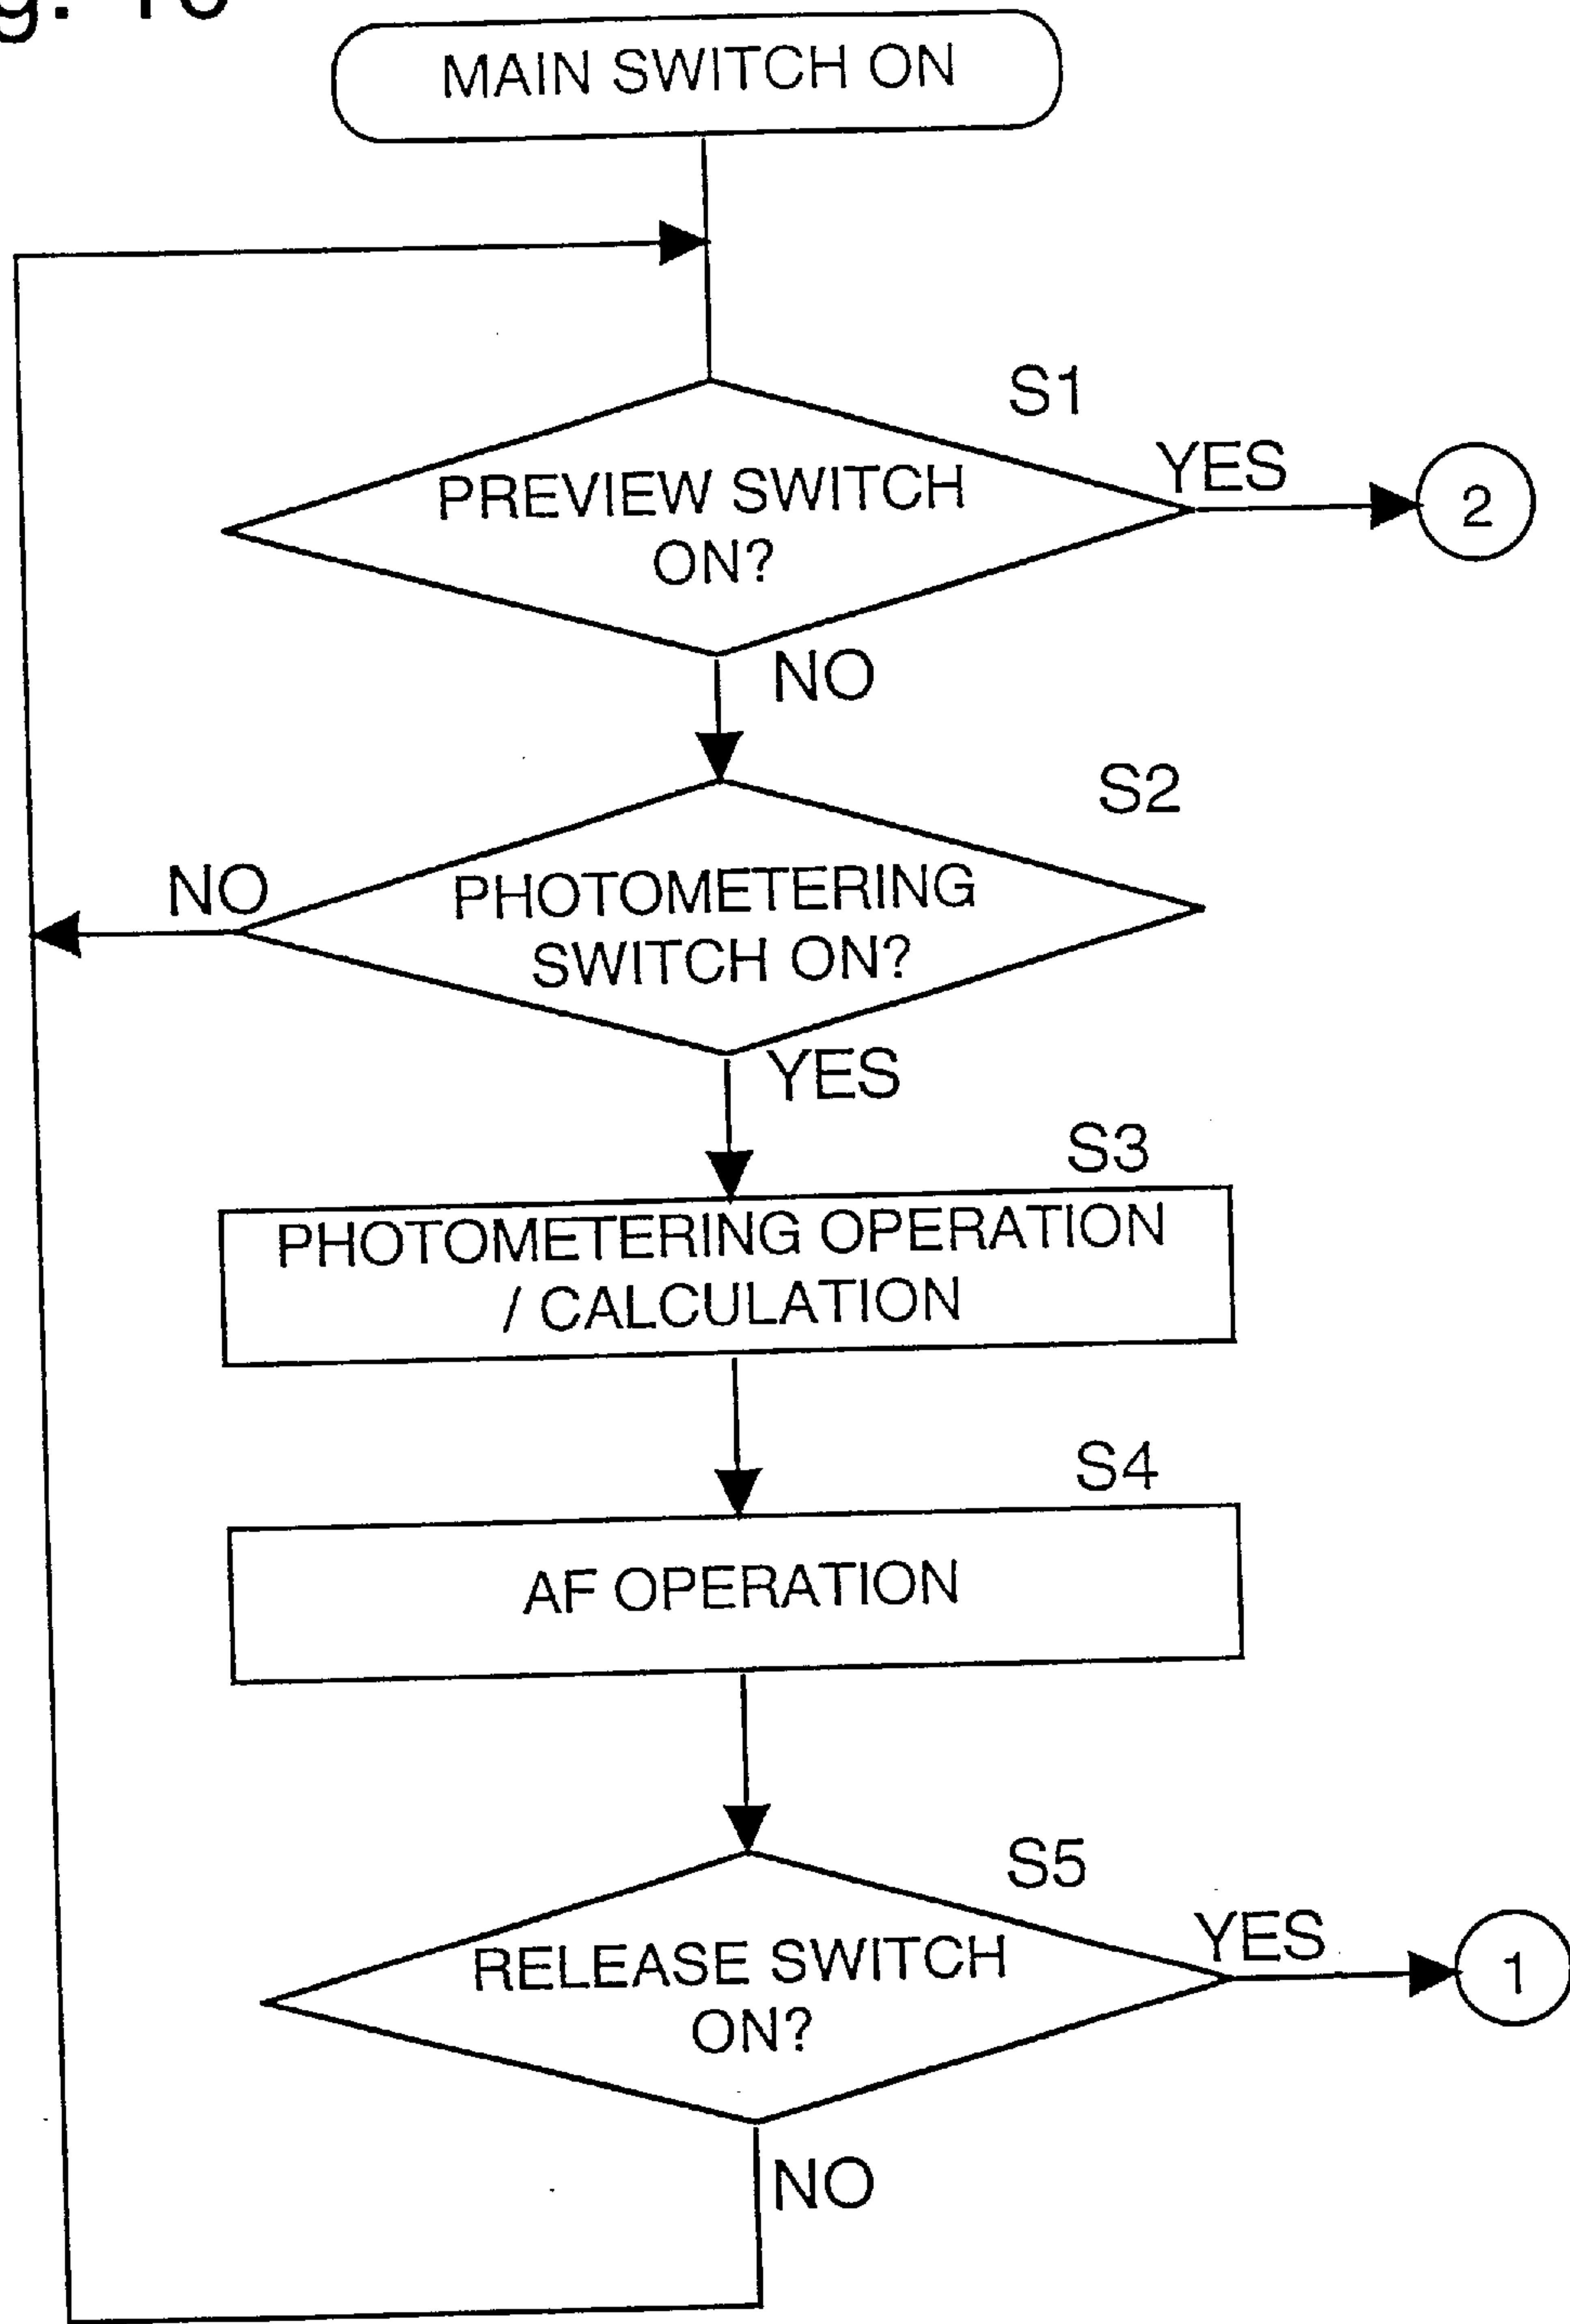 MAIN SWITCH ON
S1
PREVIEW SWITCH
ON?
YES
2
NO
S2
PHOTOMETERING
SWITCH ON?
NO
YES
S3
PHOTOMETERING OPERATION
/ CALCULATION
S4
AF OPERATION
S5
RELEASE SWITCH
ON?
YES
1
NO